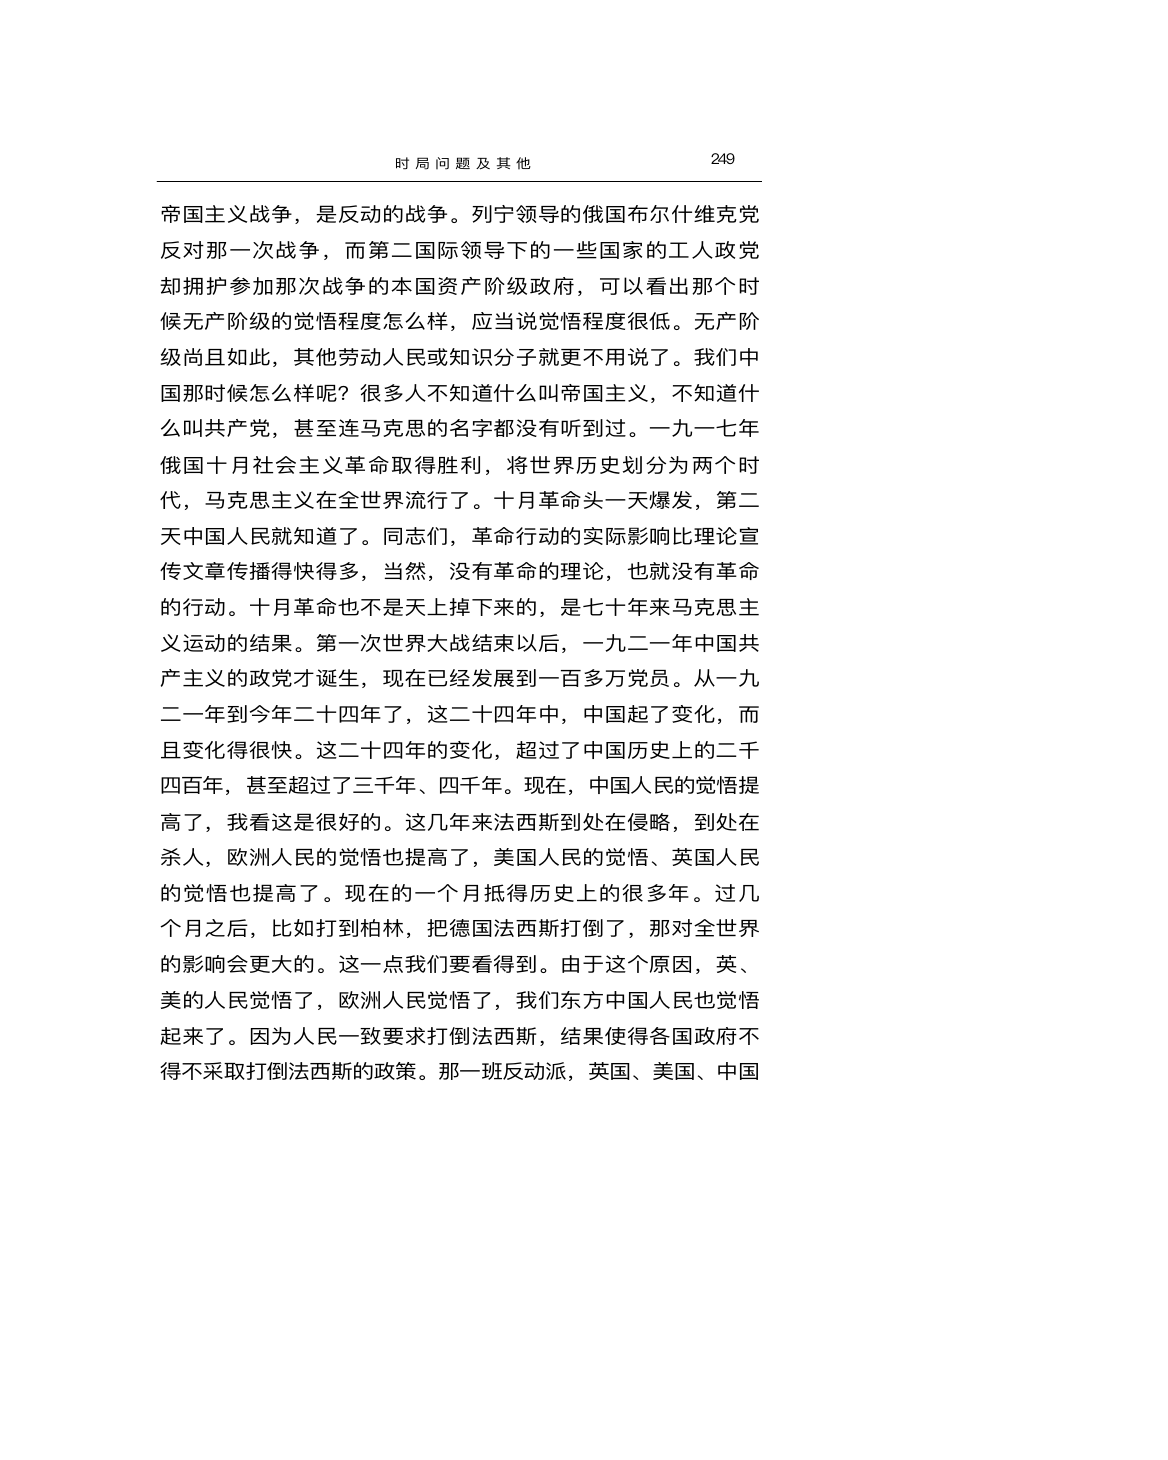 时局问题及其他
249
帝国主义战争，是反动的战争。列宁领导的俄国布尔什维克党
反对那一次战争，而第二国际领导下的一些国家的工人政党
却拥护参加那次战争的本国资产阶级政府，可以看出那个时
候无产阶级的觉悟程度怎么样，应当说觉悟程度很低。无产阶
级尚且如此，其他劳动人民或知识分子就更不用说了。我们中
国那时候怎么样呢？很多人不知道什么叫帝国主义，不知道什
么叫共产党，甚至连马克思的名字都没有听到过。一九一七年
俄国十月社会主义革命取得胜利，将世界历史划分为两个时
代，马克思主义在全世界流行了。十月革命头一天爆发，第二
天中国人民就知道了。同志们，革命行动的实际影响比理论宣
传文章传播得快得多，当然，没有革命的理论，也就没有革命
的行动。十月革命也不是天上掉下来的，是七十年来马克思主
义运动的结果。第一次世界大战结束以后，一九二一年中国共
产主义的政党才诞生，现在已经发展到一百多万党员。从一九
二一年到今年二十四年了，这二十四年中，中国起了变化，而
且变化得很快。这二十四年的变化，超过了中国历史上的二千
四百年，甚至超过了三千年、四千年。现在，中国人民的觉悟提
高了，我看这是很好的。这几年来法西斯到处在侵略，到处在
杀人，欧洲人民的觉悟也提高了，美国人民的觉悟、英国人民
的觉悟也提高了。现在的一个月抵得历史上的很多年。过几
个月之后，比如打到柏林，把德国法西斯打倒了，那对全世界
的影响会更大的。这一点我们要看得到。由于这个原因，英、
美的人民觉悟了，欧洲人民觉悟了，我们东方中国人民也觉悟
起来了。因为人民一致要求打倒法西斯，结果使得各国政府不
得不采取打倒法西斯的政策。那一班反动派，英国、美国、中国